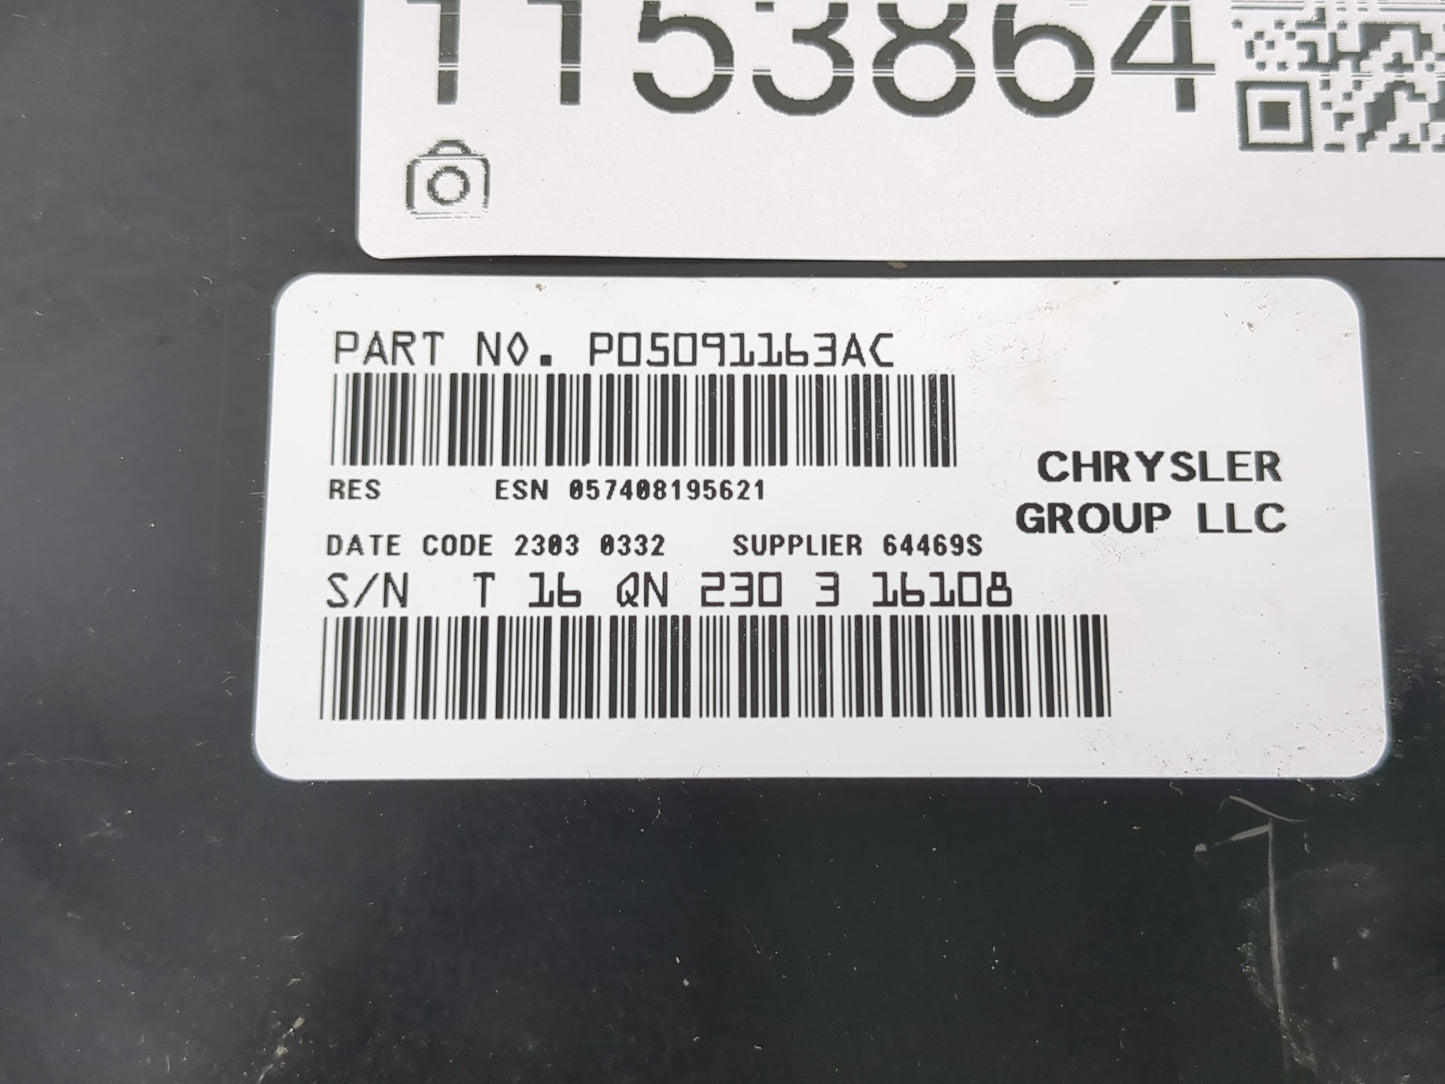 1153864
PART NO. P05091163AC
RES ESN 057408195621
DATE CODE 2303 0332 SUPPLIER 64469S
S/N T 16 QN 230 3 16108
CHRYSLER
GROUP LLC